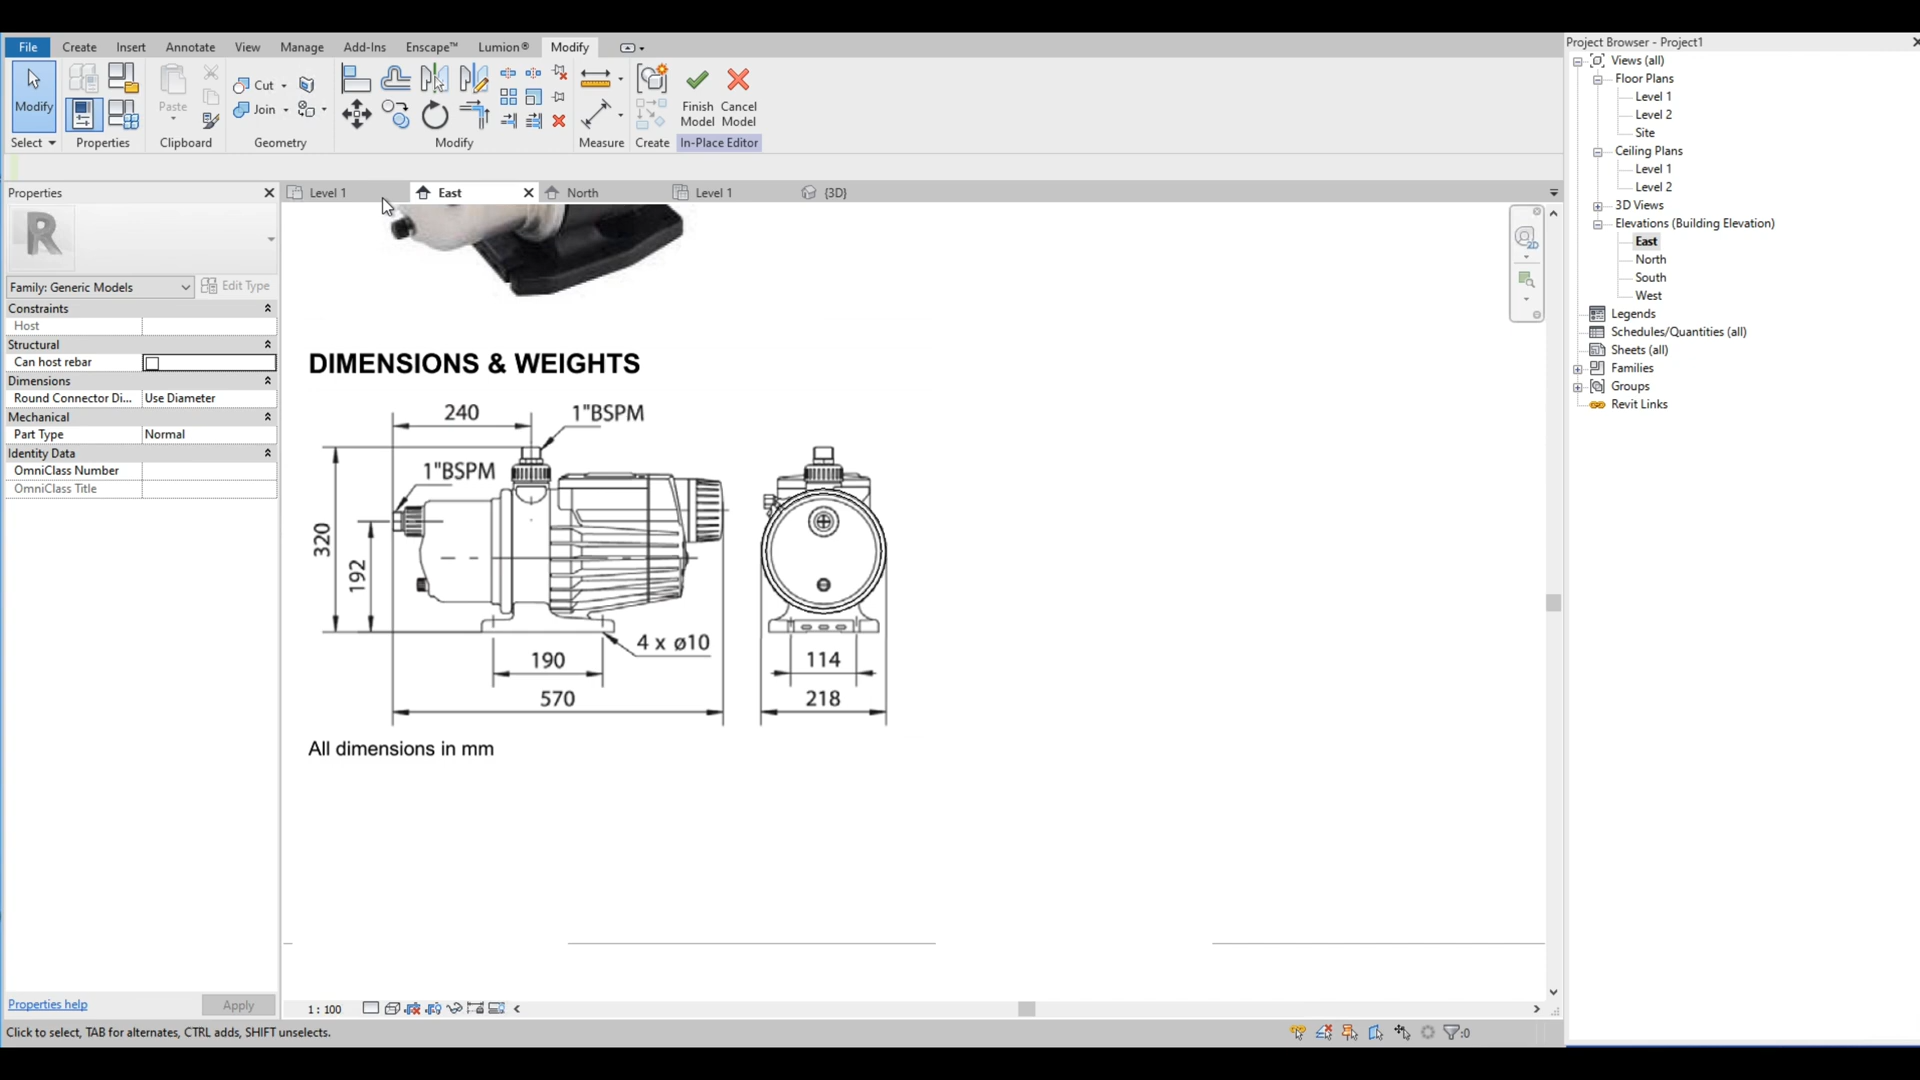 File Create Insert Annotate View Manage Add-Ins Enscape™ Lumion® Modify
Modify
Paste
Cut
Join
Finish Model
Cancel Model
Select Properties Clipboard Geometry Modify Measure Create In-Place Editor
Properties
Level 1 East North Level 1 {3D}
R
Family: Generic Models Edit Type
Constraints
Host
Structural
Can host rebar
Dimensions
Round Connector Di... Use Diameter
Mechanical
Part Type Normal
Identity Data
OmniClass Number
OmniClass Title
Properties help Apply
2D
DIMENSIONS & WEIGHTS
240 1"BSPM
1"BSPM
320
192
4 x ø10
190
570
114
218
All dimensions in mm
1 : 100
Click to select, TAB for alternates, CTRL adds, SHIFT unselects.
:0
Project Browser - Project1
Views (all)
Floor Plans
Level 1
Level 2
Site
Ceiling Plans
Level 1
Level 2
3D Views
Elevations (Building Elevation)
East
North
South
West
Legends
Schedules/Quantities (all)
Sheets (all)
Families
Groups
Revit Links